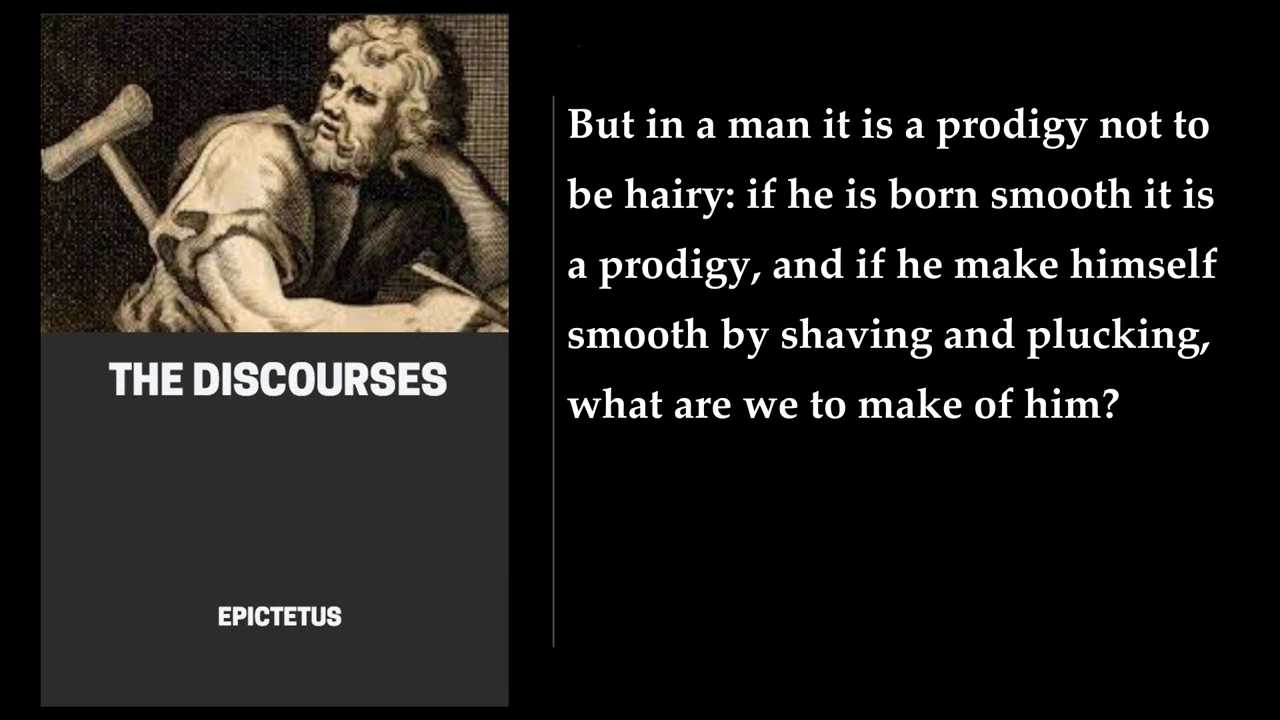 THE DISCOURSES
EPICTETUS
But in a man it is a prodigy not to
be hairy: if he is born smooth it is
a prodigy, and if he make himself
smooth by shaving and plucking,
what are we to make of him?